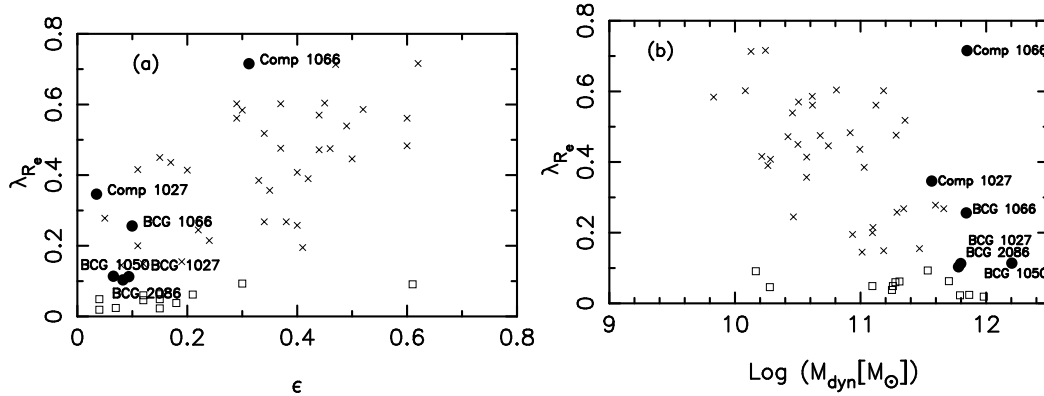 (a)
Comp 1066
Comp 1027
BCG 1066
BCG 1050
BCG 1027
BCG 2086
0.8
0.6
0.4
0.2
0
λRe
0 0.2 0.4 0.6 0.8
ϵ
(b)
Comp 1066
Comp 1027
BCG 1066
BCG 1027
BCG 2086
BCG 1050
0.8
0.6
0.4
0.2
0
λRe
9 10 11 12
Log (Mdyn[M⊙])